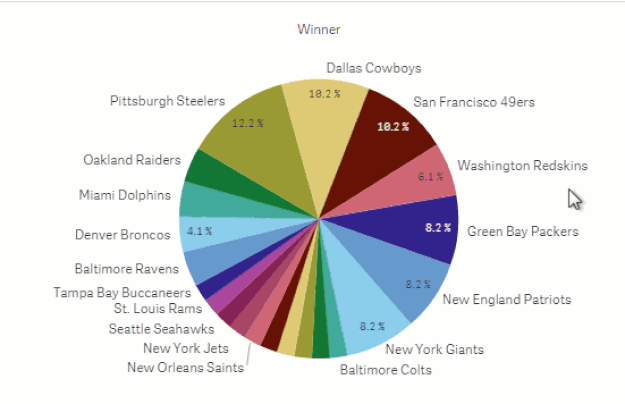 Winner
Dallas Cowboys
10.2 %
San Francisco 49ers
10.2 %
Pittsburgh Steelers
12.2 %
Oakland Raiders
Washington Redskins
6.1 %
Miami Dolphins
Denver Broncos
4.1 %
8.2 %
Green Bay Packers
Baltimore Ravens
8.2 %
New England Patriots
Tampa Bay Buccaneers
St. Louis Rams
Seattle Seahawks
8.2 %
New York Jets
New York Giants
New Orleans Saints
Baltimore Colts